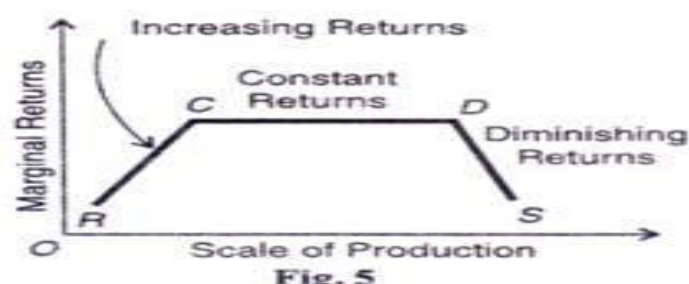 Increasing Returns
Constant
Returns
C
D
Diminishing
Returns
Marginal Returns
R
S
O
Scale of Production
Fig. 5